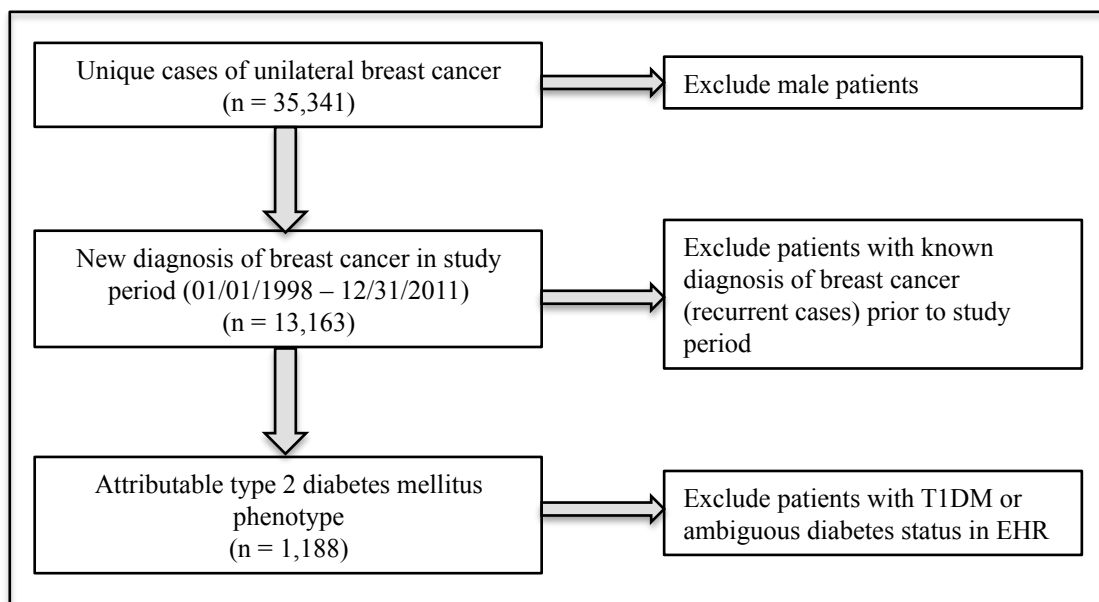 Unique cases of unilateral breast cancer
(n = 35,341)
Exclude male patients
New diagnosis of breast cancer in study
period (01/01/1998 – 12/31/2011)
(n = 13,163)
Exclude patients with known
diagnosis of breast cancer
(recurrent cases) prior to study
period
Attributable type 2 diabetes mellitus
phenotype
(n = 1,188)
Exclude patients with T1DM or
ambiguous diabetes status in EHR